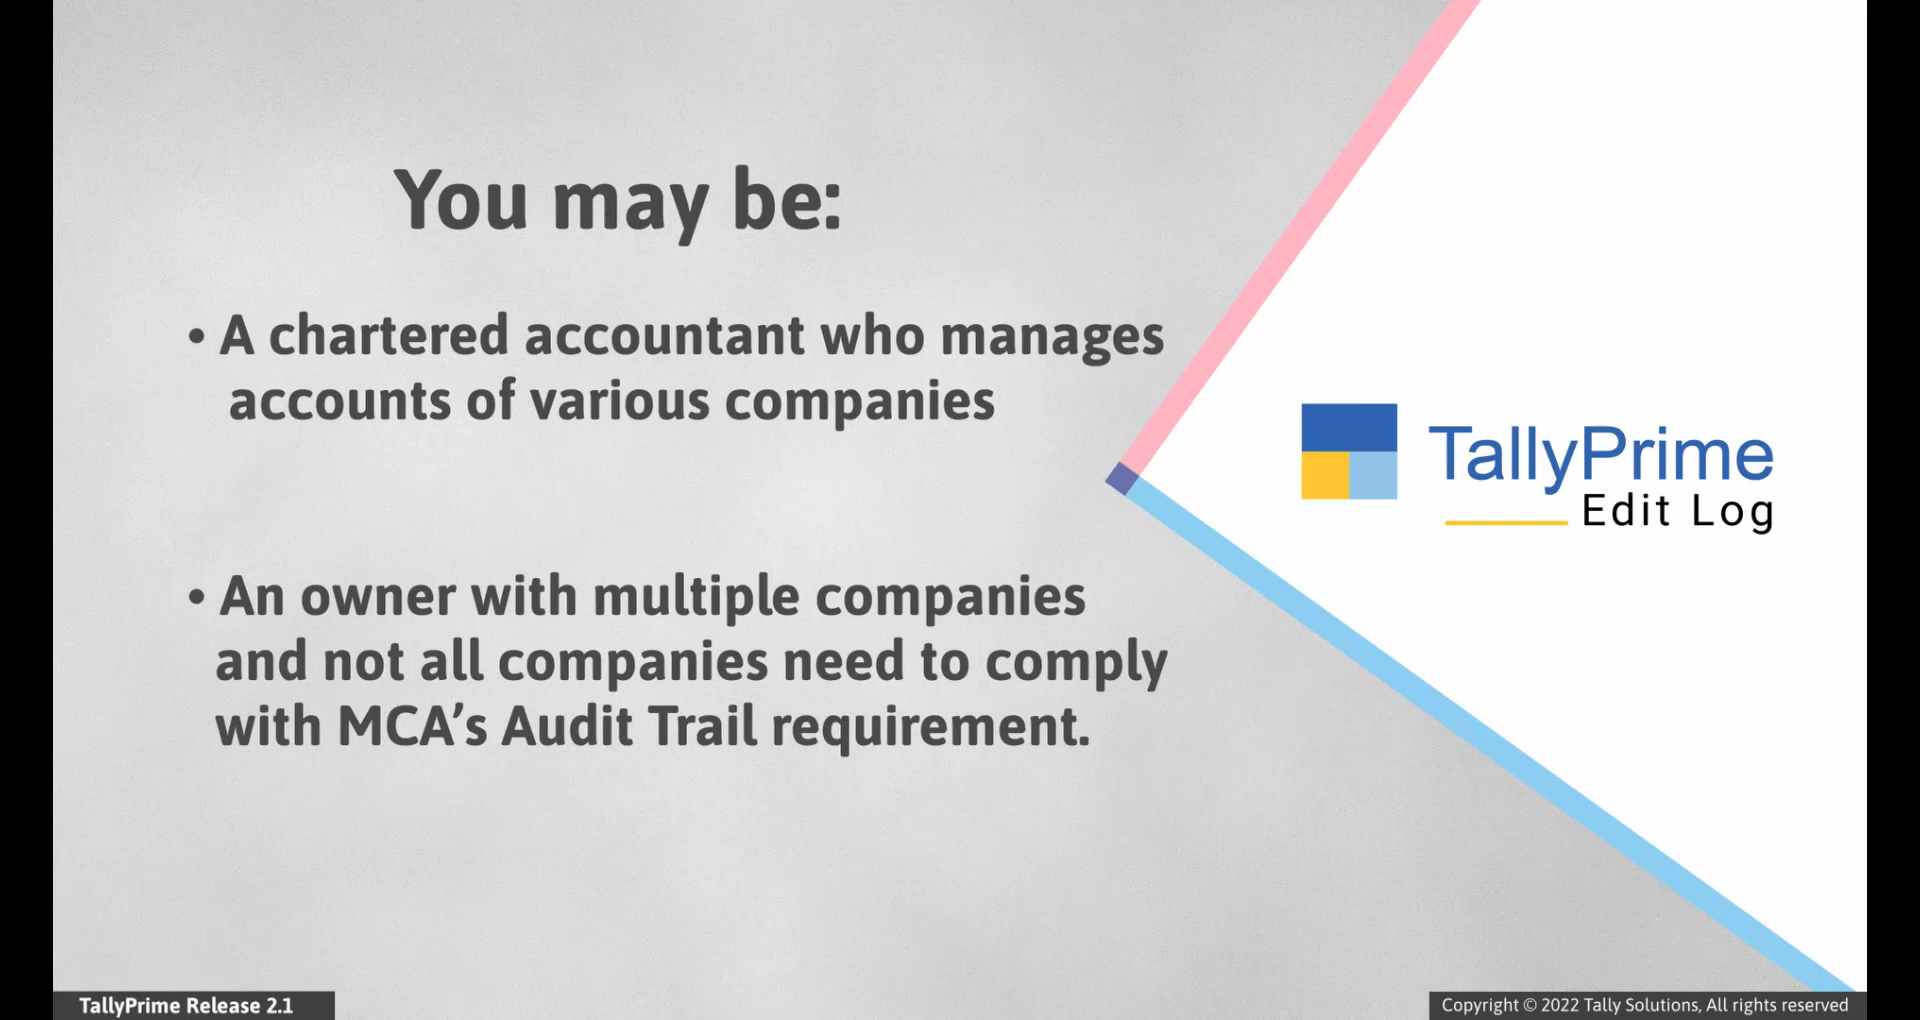 You may be:
• A chartered accountant who manages
accounts of various companies
• An owner with multiple companies
and not all companies need to comply
with MCA’s Audit Trail requirement.
TallyPrime
Edit Log
TallyPrime Release 2.1
Copyright © 2022 Tally Solutions, All rights reserved